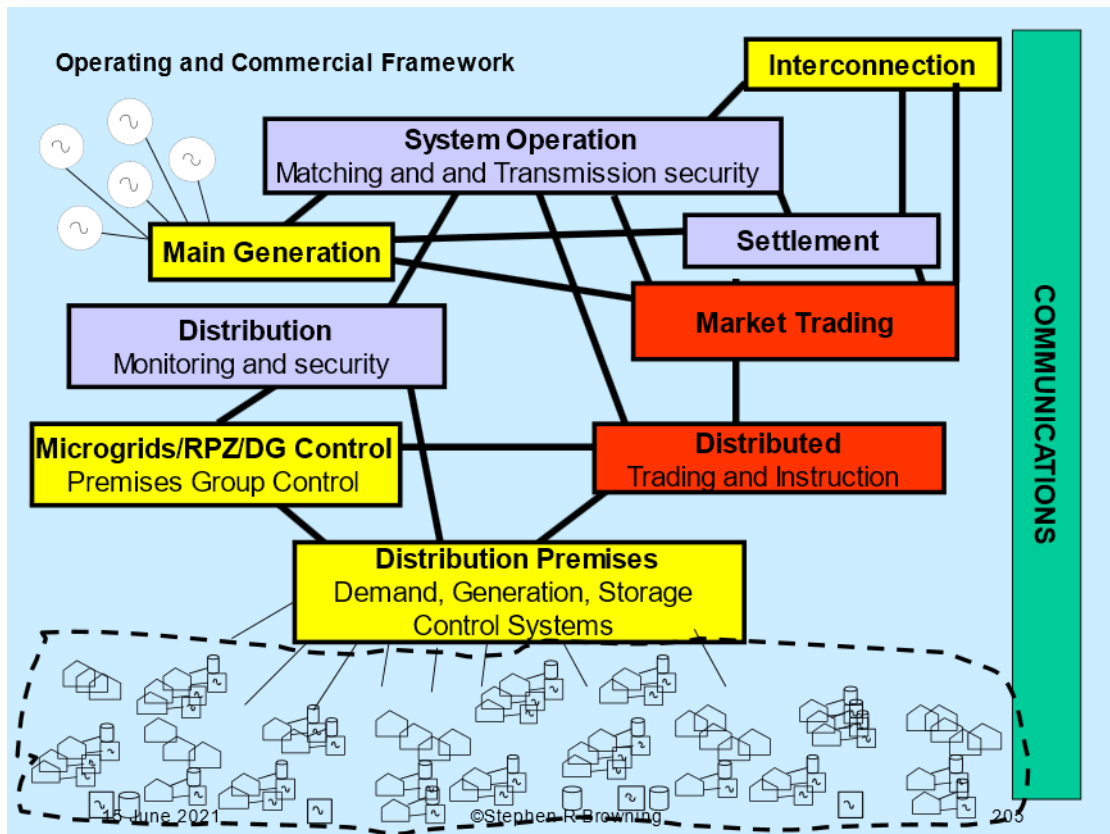 Operating and Commercial Framework
Interconnection
System Operation
Matching and and Transmission security
Main Generation
Settlement
Market Trading
Distribution
Monitoring and security
Microgrids/RPZ/DG Control
Premises Group Control
Distributed
Trading and Instruction
Distribution Premises
Demand, Generation, Storage
Control Systems
COMMUNICATIONS
15 June 2021
©Stephen R Browning
205